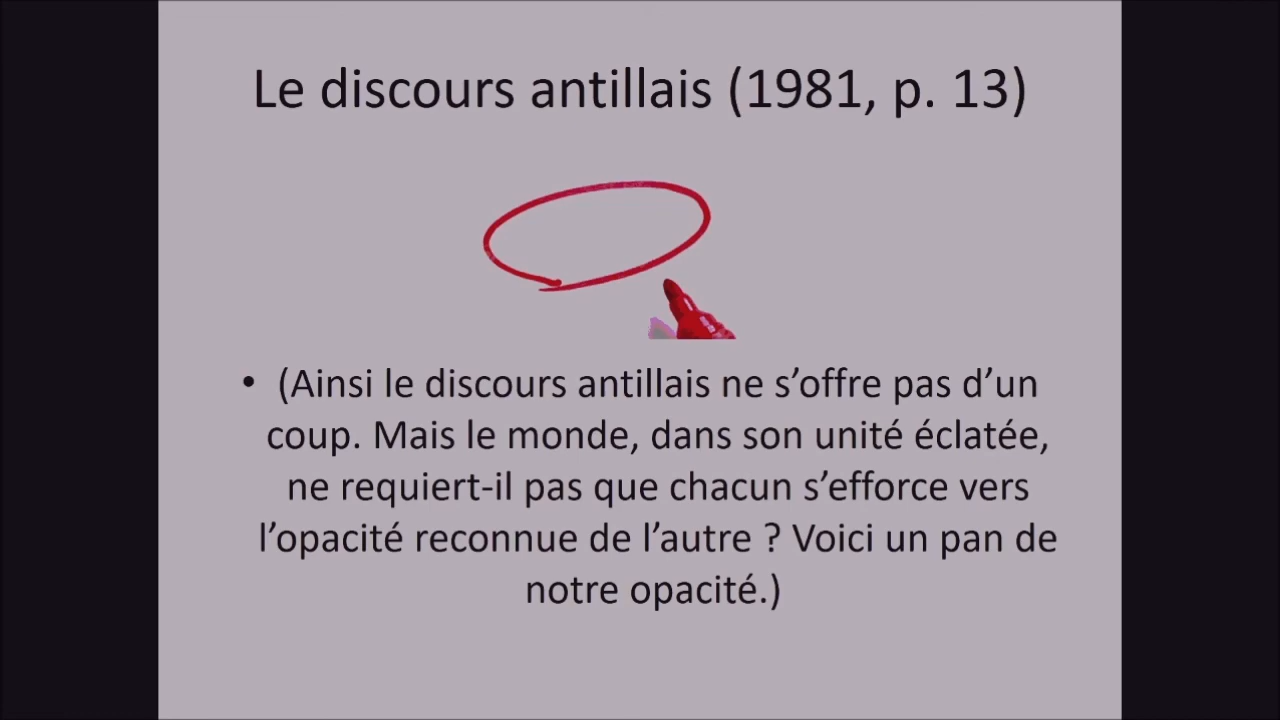 Le discours antillais (1981, p. 13)
• (Ainsi le discours antillais ne s’offre pas d’un
coup. Mais le monde, dans son unité éclatée,
ne requiert-il pas que chacun s’efforce vers
l’opacité reconnue de l’autre ? Voici un pan de
notre opacité.)